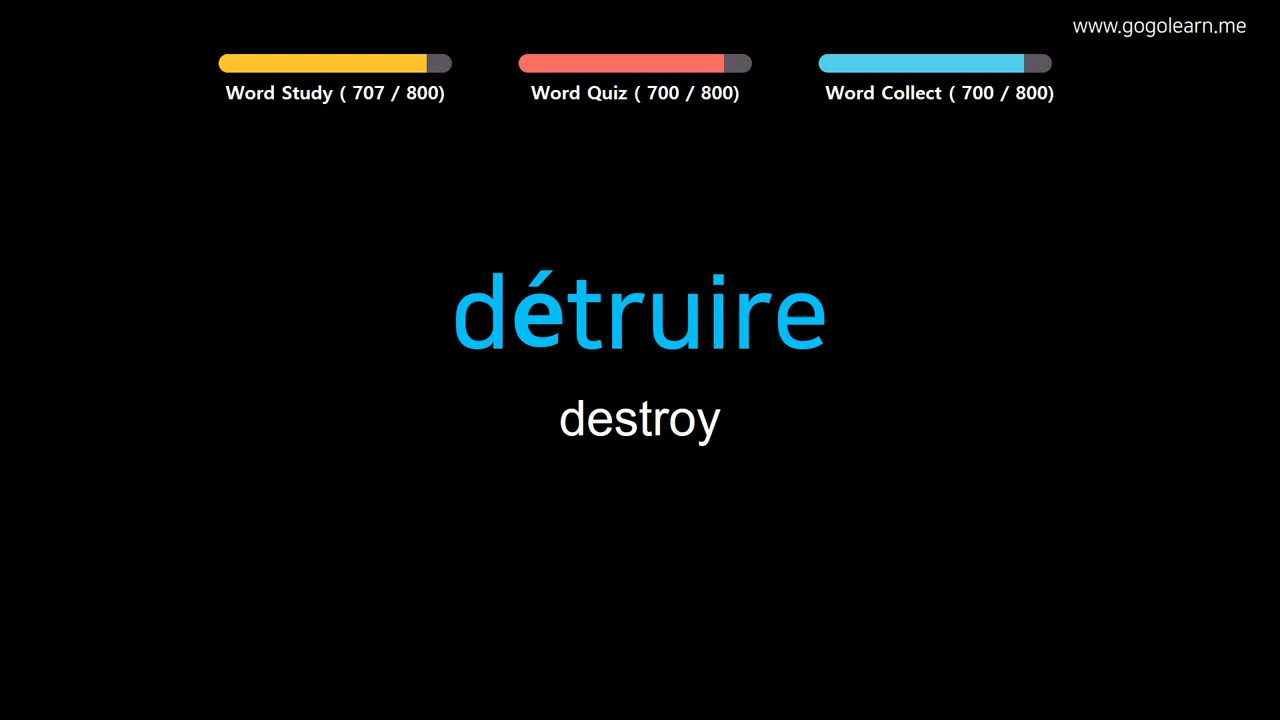 www.gogolearn.me
Word Study ( 707 / 800)
Word Quiz ( 700 / 800)
Word Collect ( 700 / 800)
détruire
destroy